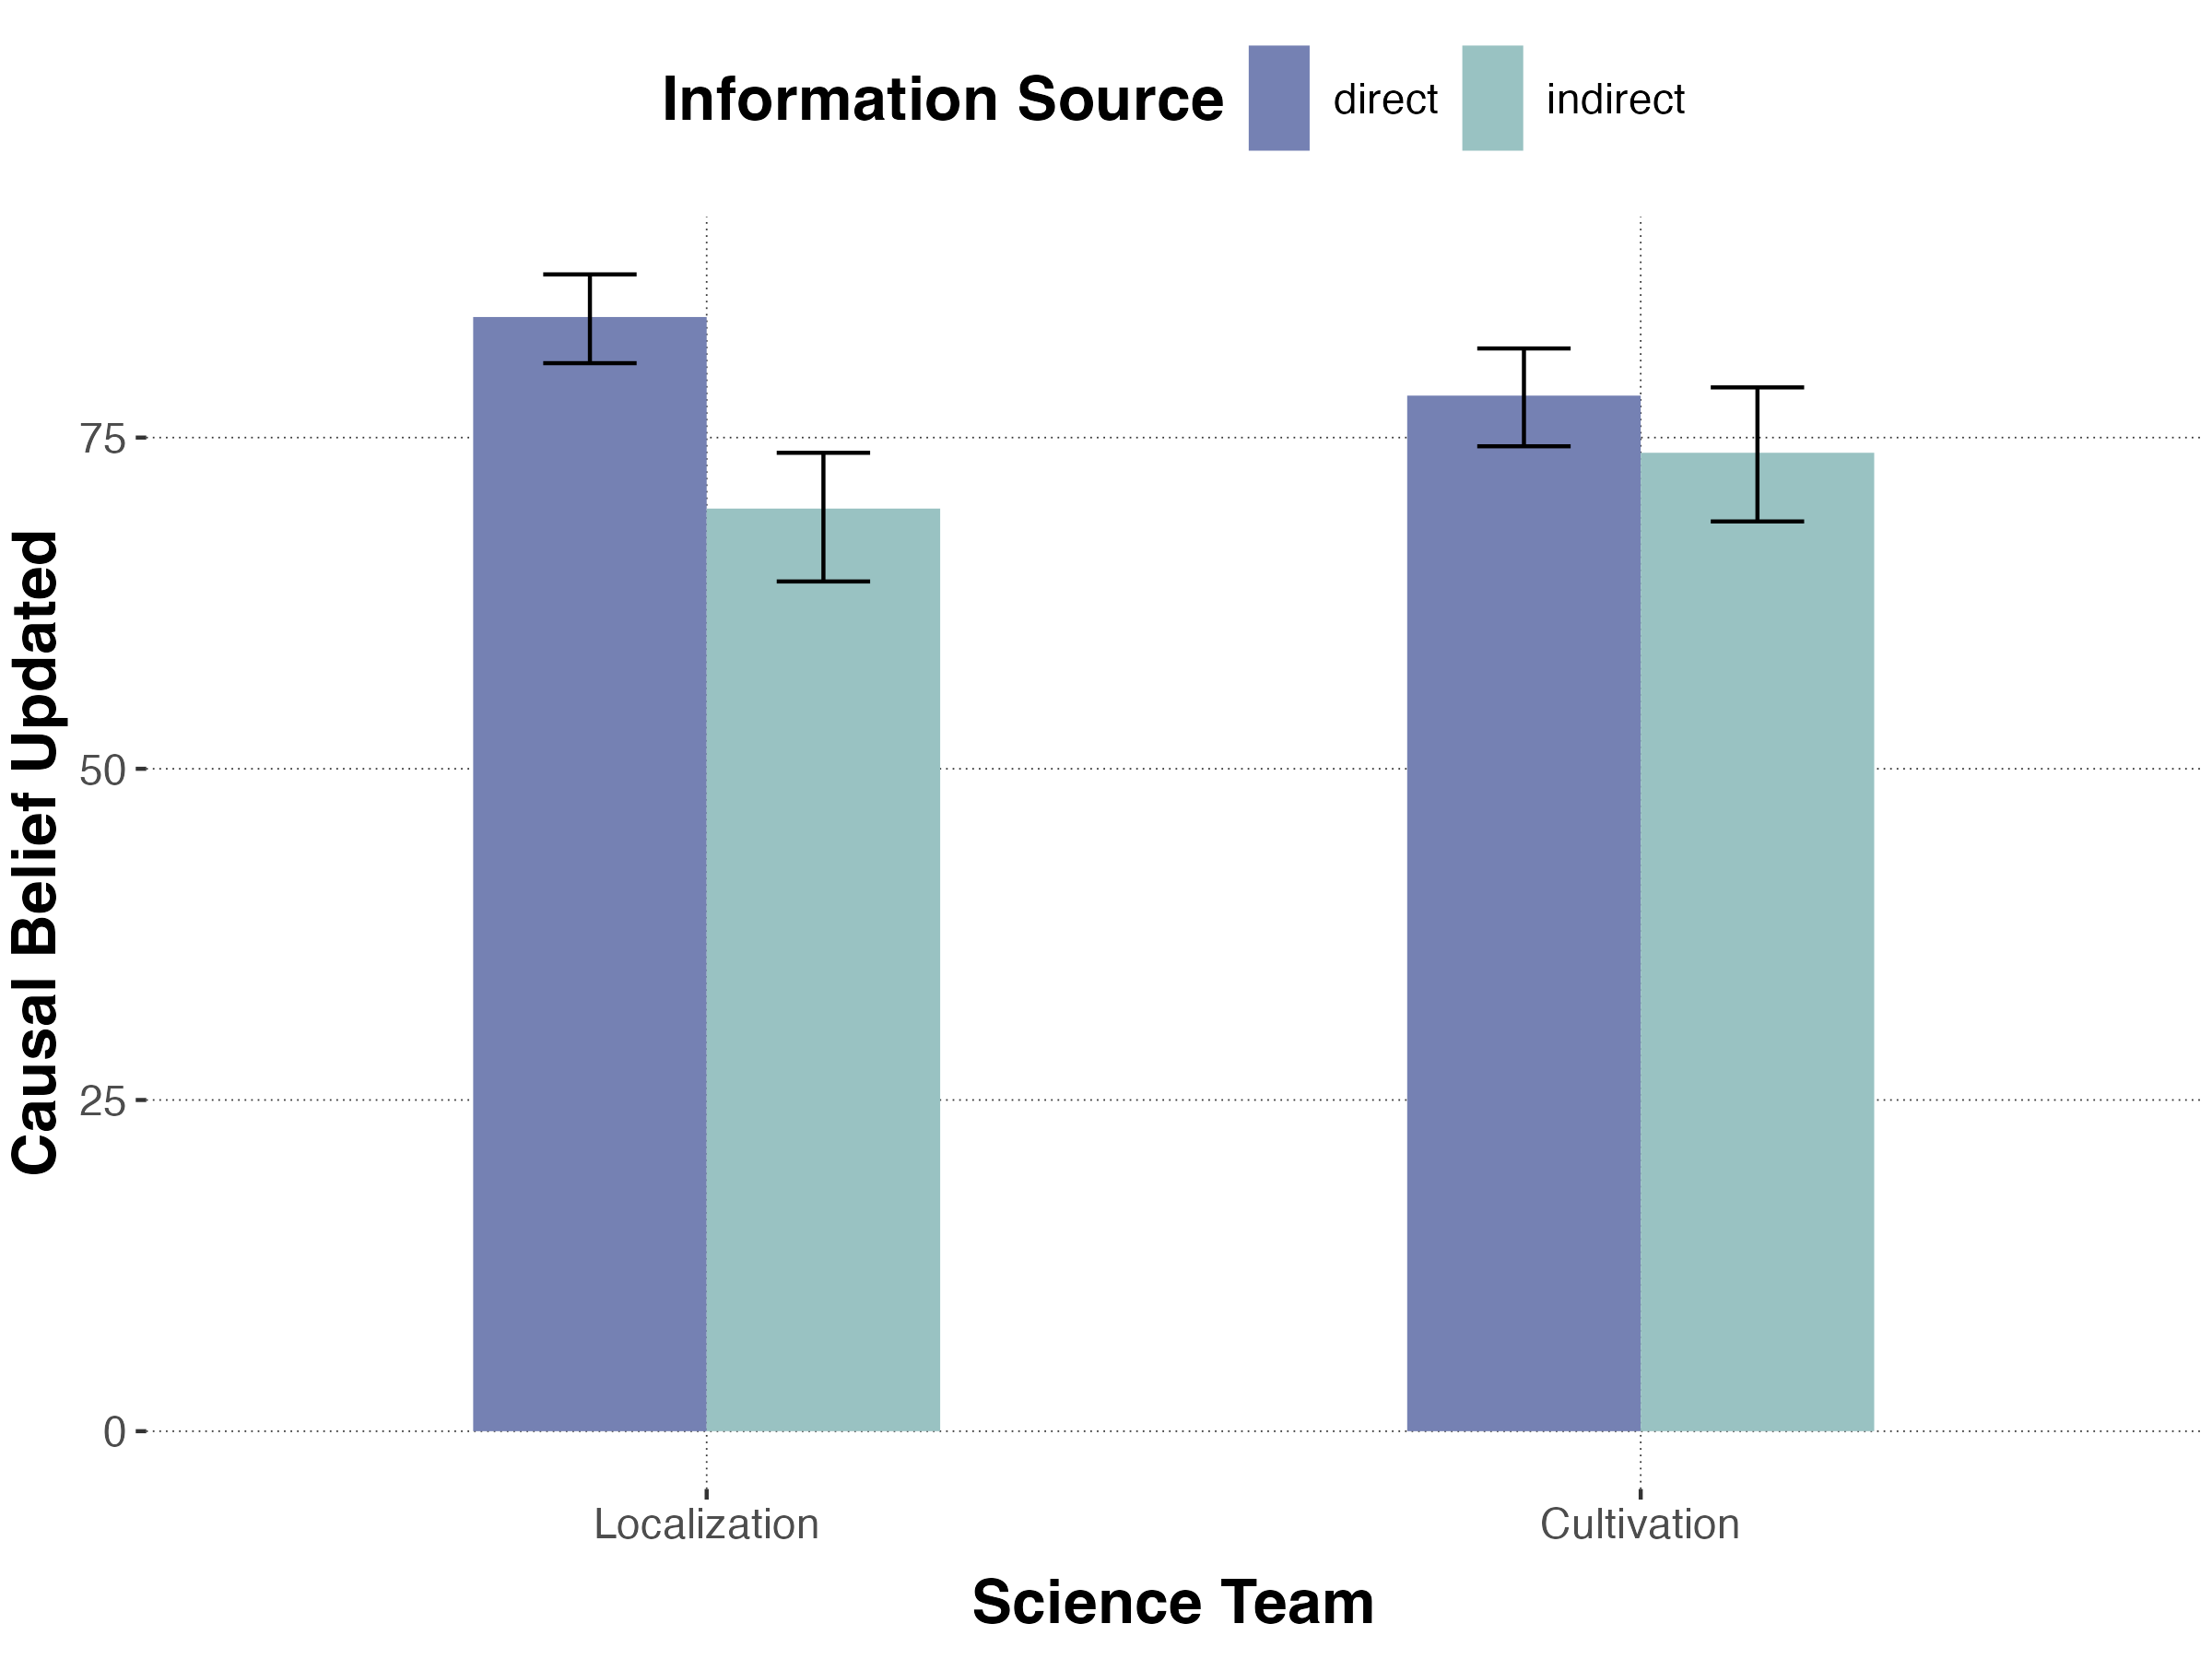 Information Source direct indirect
Causal Belief Updated
75
50
25
0
Localization Cultivation
Science Team